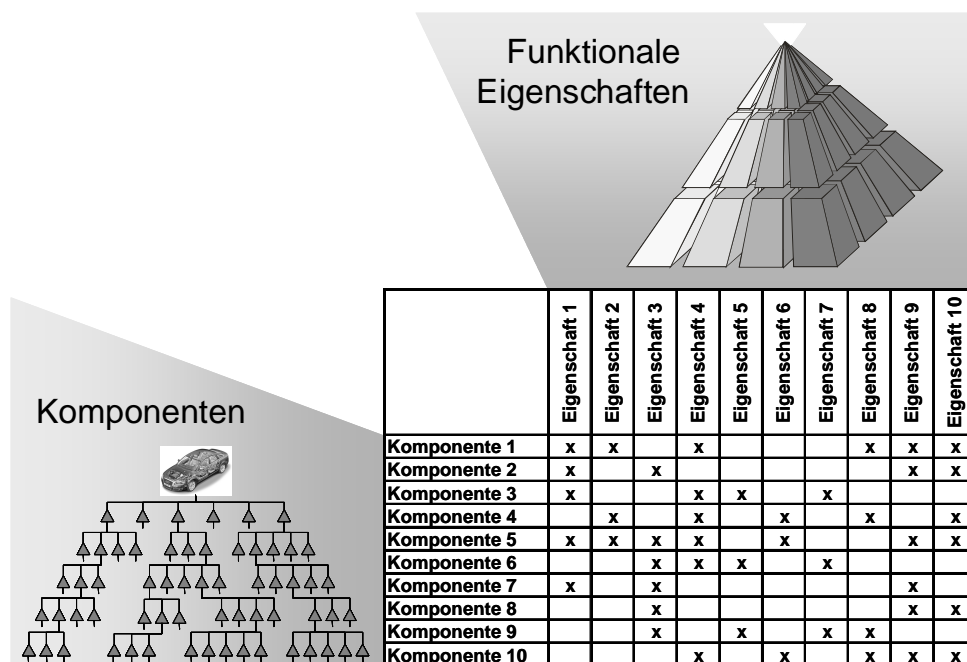 Funktionale
Eigenschaften
Komponenten
Eigenschaft 1 Eigenschaft 2 Eigenschaft 3 Eigenschaft 4 Eigenschaft 5 Eigenschaft 6 Eigenschaft 7 Eigenschaft 8 Eigenschaft 9 Eigenschaft 10
Komponente 1 x x x x x x
Komponente 2 x x x x
Komponente 3 x x x x
Komponente 4 x x x x x
Komponente 5 x x x x x x x
Komponente 6 x x x x
Komponente 7 x x x
Komponente 8 x x x
Komponente 9 x x x x
Komponente 10 x x x x x